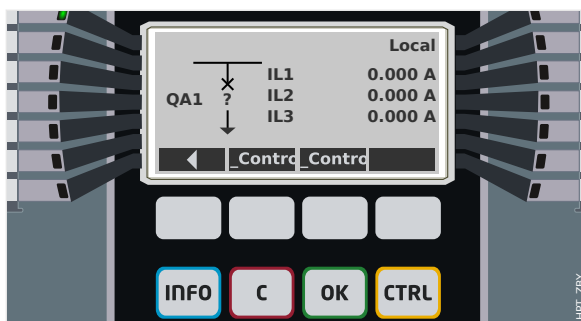 Local
IL1 0.000 A
QA1 ? IL2 0.000 A
IL3 0.000 A
_Contro _Contro
INFO C OK CTRL